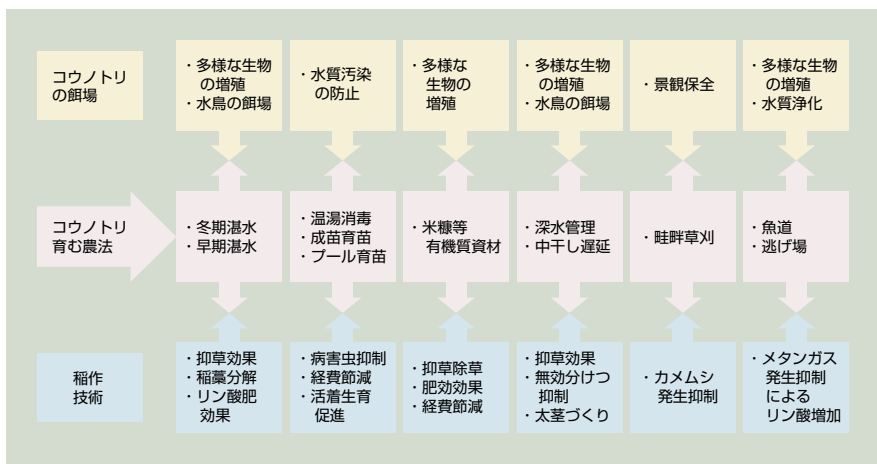 コウノトリ
の餌場
・多様な生物
の増殖
・水鳥の餌場
・水質汚染
の防止
・多様な
生物の
増殖
・多様な生物
の増殖
・水鳥の餌場
・景観保全
・多様な生物
の増殖
・水質浄化
コウノトリ
育む農法
・冬期湛水
・早期湛水
・温湯消毒
・成苗育苗
・プール育苗
・米糠等
有機質資材
・深水管理
・中干し遅延
・畦畔草刈
・魚道
・逃げ場
稲作
技術
・抑草効果
・稲藁分解
・リン酸肥
効果
・病害虫抑制
・経費節減
・活着生育
促進
・抑草除草
・肥効効果
・経費節減
・抑草効果
・無効分けつ
抑制
・太茎づくり
・カメムシ
発生抑制
・メタンガス
発生抑制
による
リン酸増加